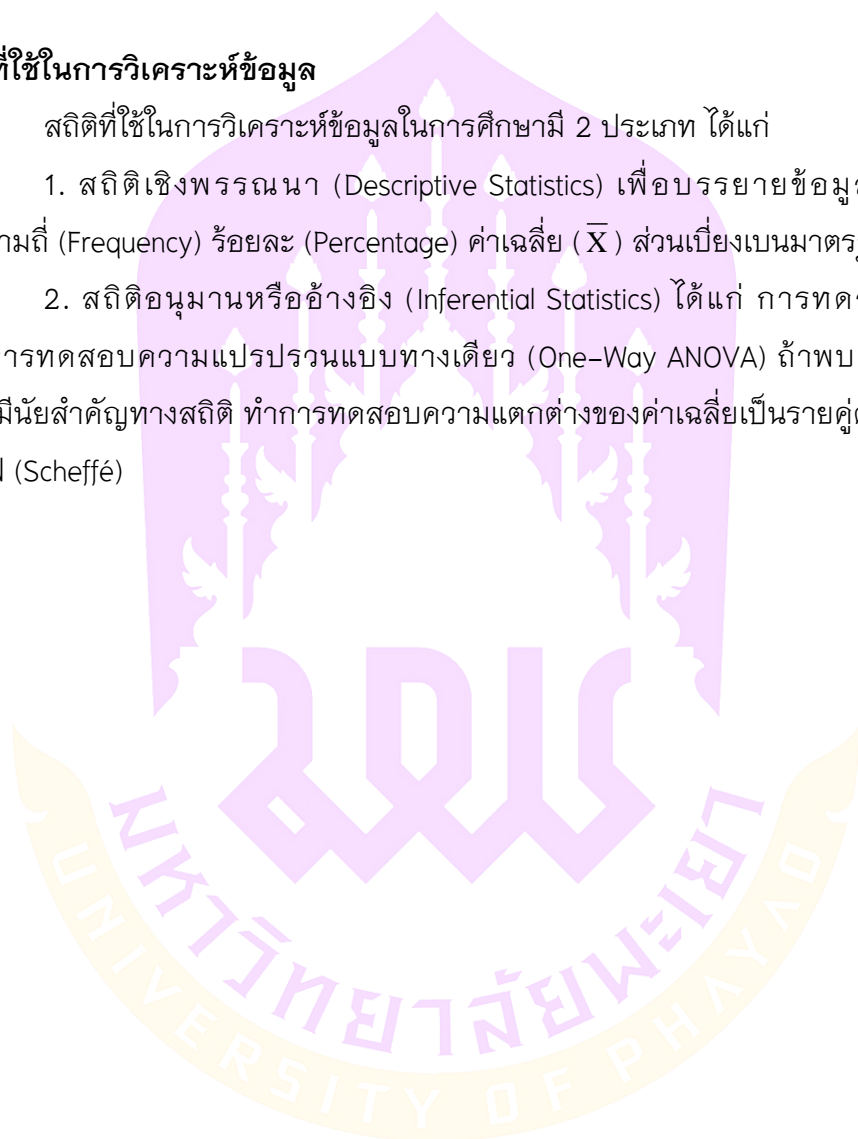 ที่ใช้ในการวิเคราะห์ข้อมูล
สถิติที่ใช้ในการวิเคราะห์ข้อมูลในการศึกษามี 2 ประเภท ได้แก่
1. สถิติเชิงพรรณนา (Descriptive Statistics) เพื่อบรรยายข้อมูล
ามถี่ (Frequency) ร้อยละ (Percentage) ค่าเฉลี่ย (X̄) ส่วนเบี่ยงเบนมาตรฐ
2. สถิติอนุมานหรืออ้างอิง (Inferential Statistics) ได้แก่ การทดส
ารทดสอบความแปรปรวนแบบทางเดียว (One–Way ANOVA) ถ้าพบ
มีนัยสำคัญทางสถิติ ทำการทดสอบความแตกต่างของค่าเฉลี่ยเป็นรายคู่
(Scheffé)
มหาวิทยาลัยพะเยา
UNIVERSITY OF PHAYAO